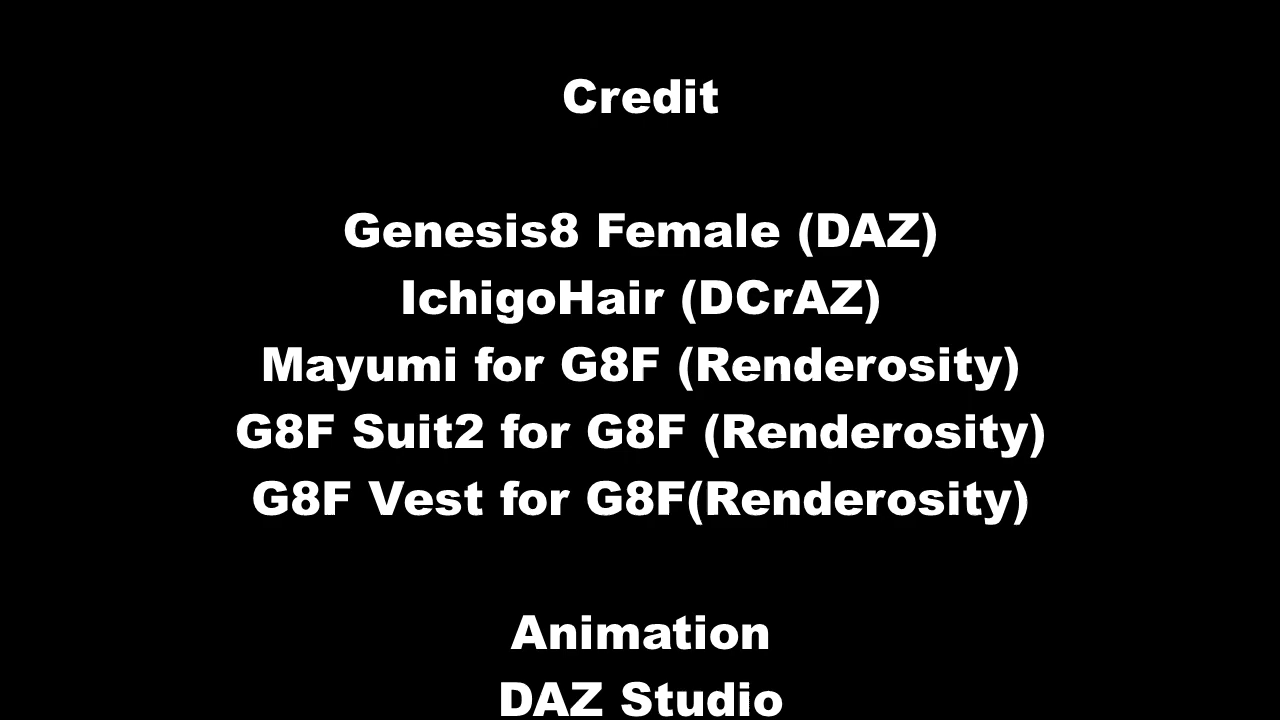 Credit
Genesis8 Female (DAZ)
IchigoHair (DCrAZ)
Mayumi for G8F (Renderosity)
G8F Suit2 for G8F (Renderosity)
G8F Vest for G8F(Renderosity)
Animation
DAZ Studio